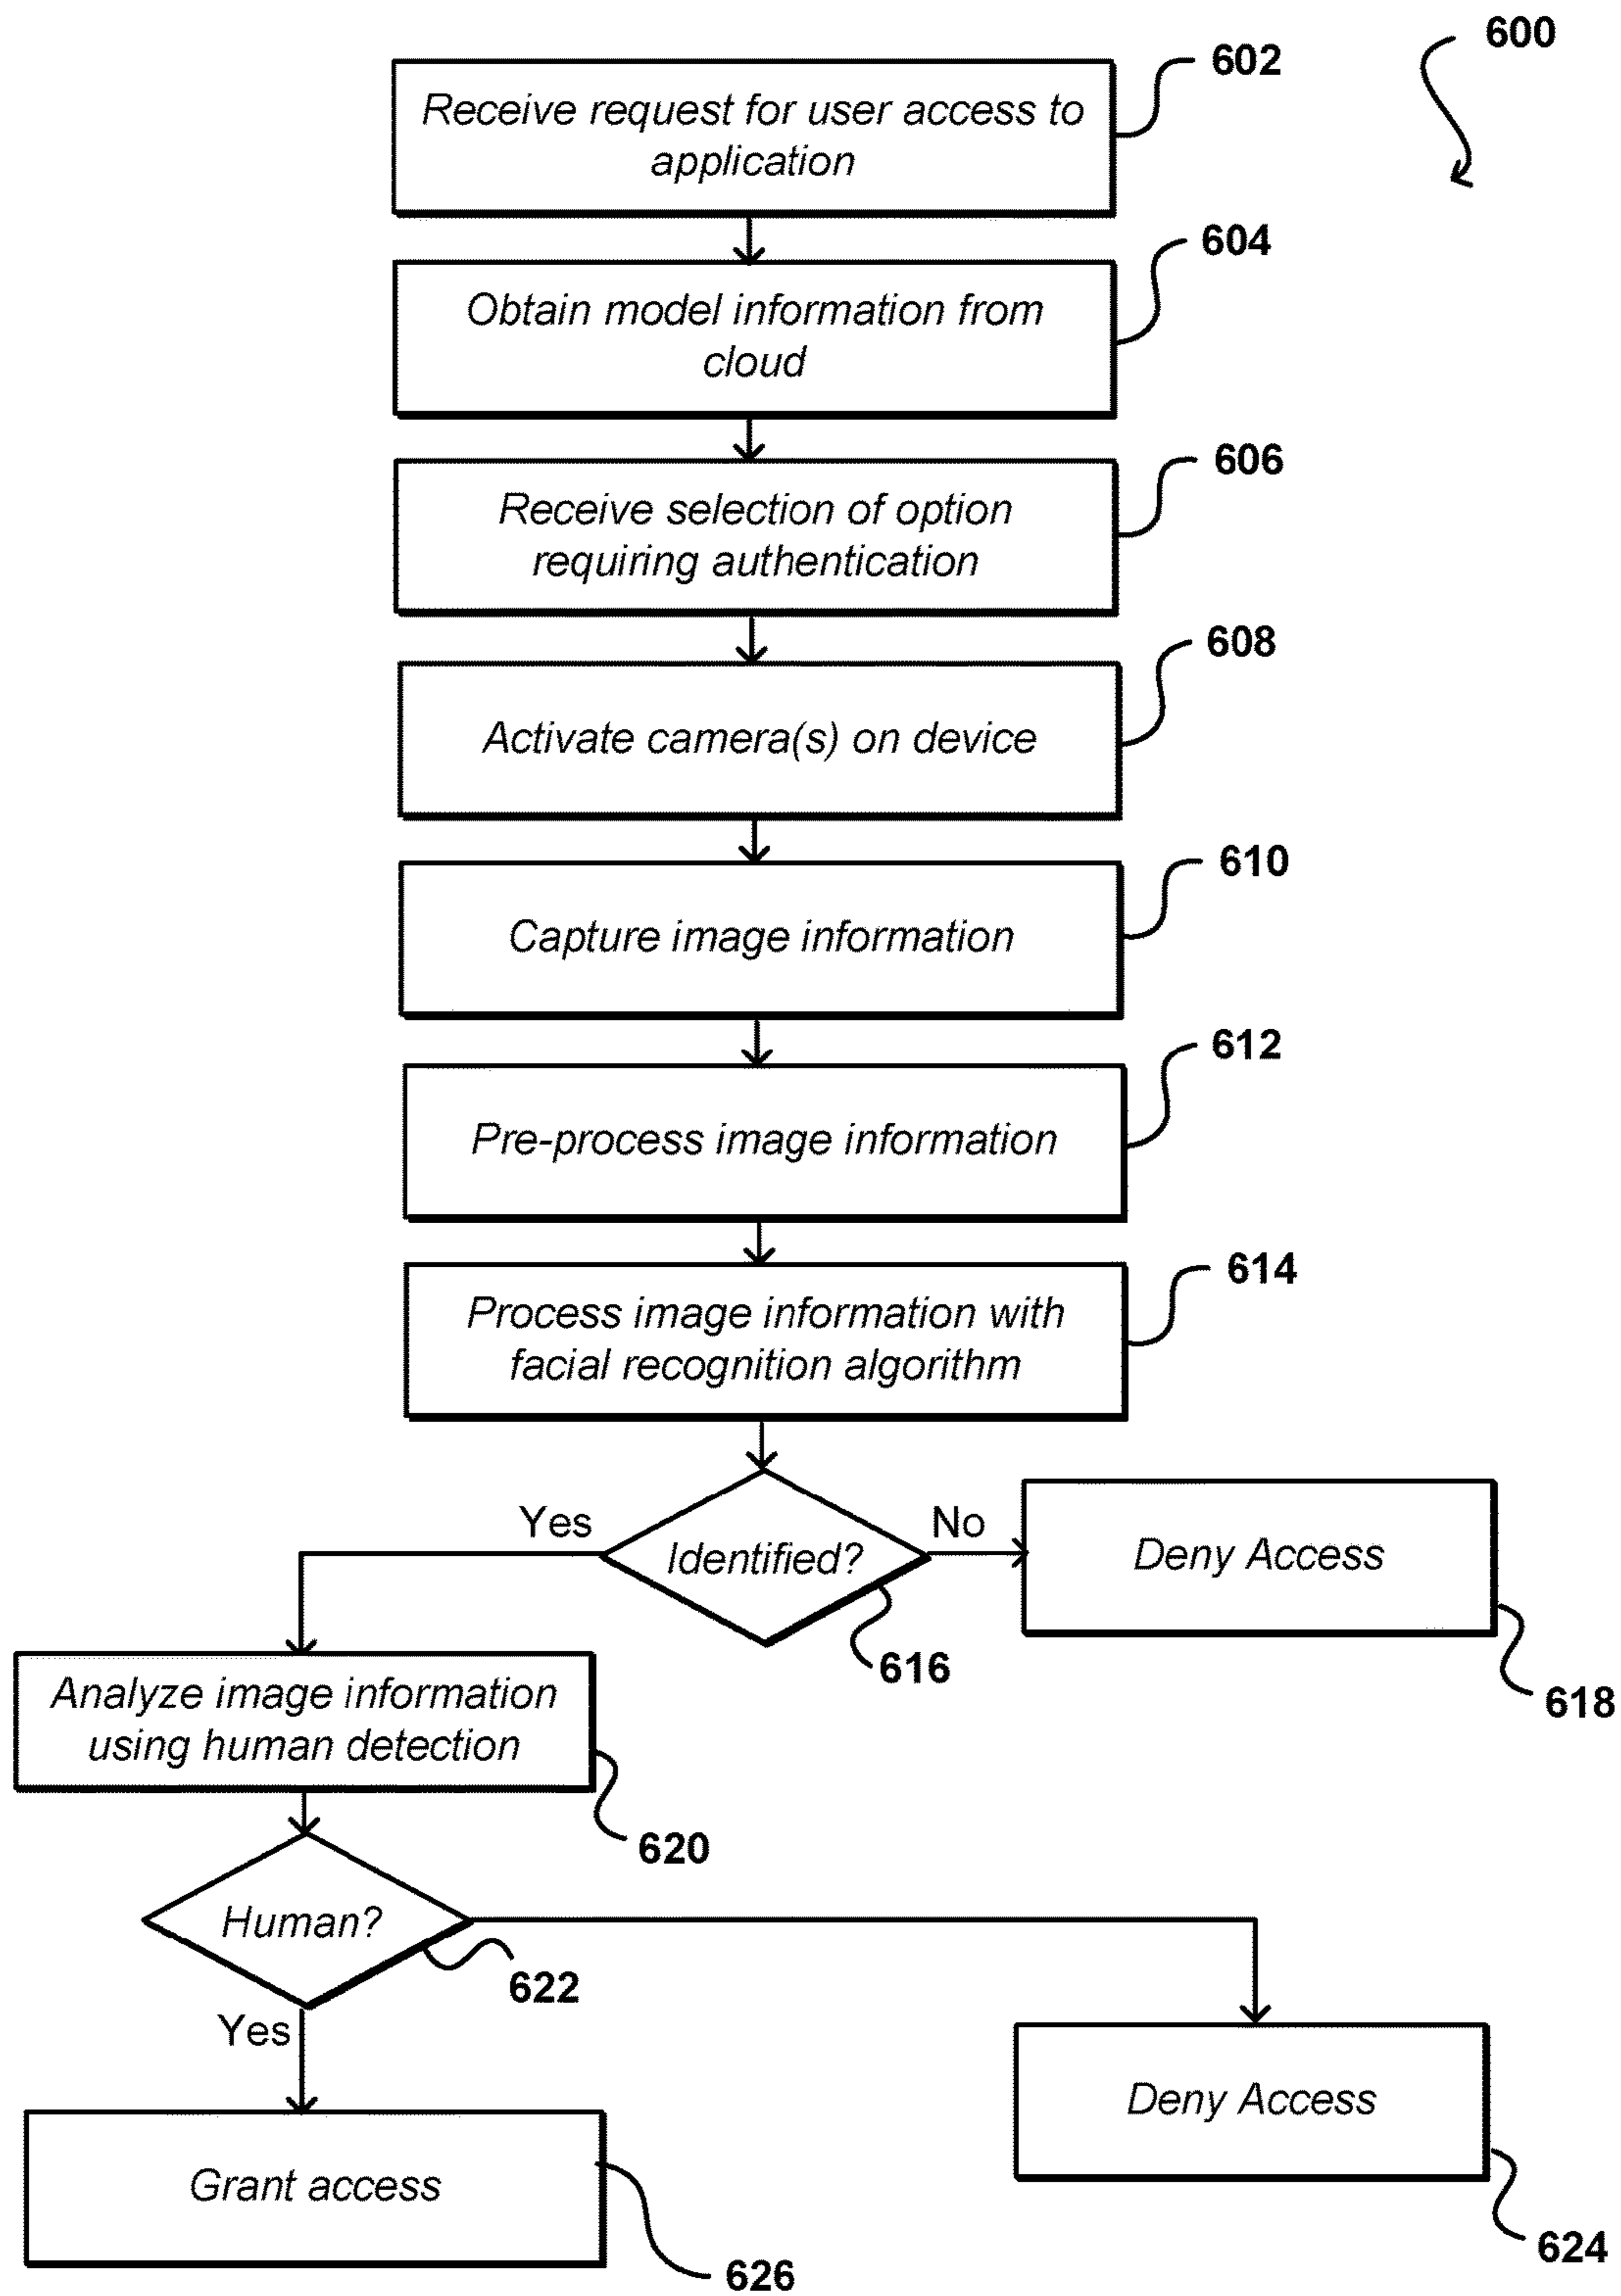 600
602
Receive request for user access to
application
604
Obtain model information from
cloud
606
Receive selection of option
requiring authentication
608
Activate camera(s) on device
610
Capture image information
612
Pre-process image information
614
Process image information with
facial recognition algorithm
Yes
Identified?
No
Deny Access
616
618
Analyze image information
using human detection
620
Human?
622
Yes
Deny Access
624
Grant access
626